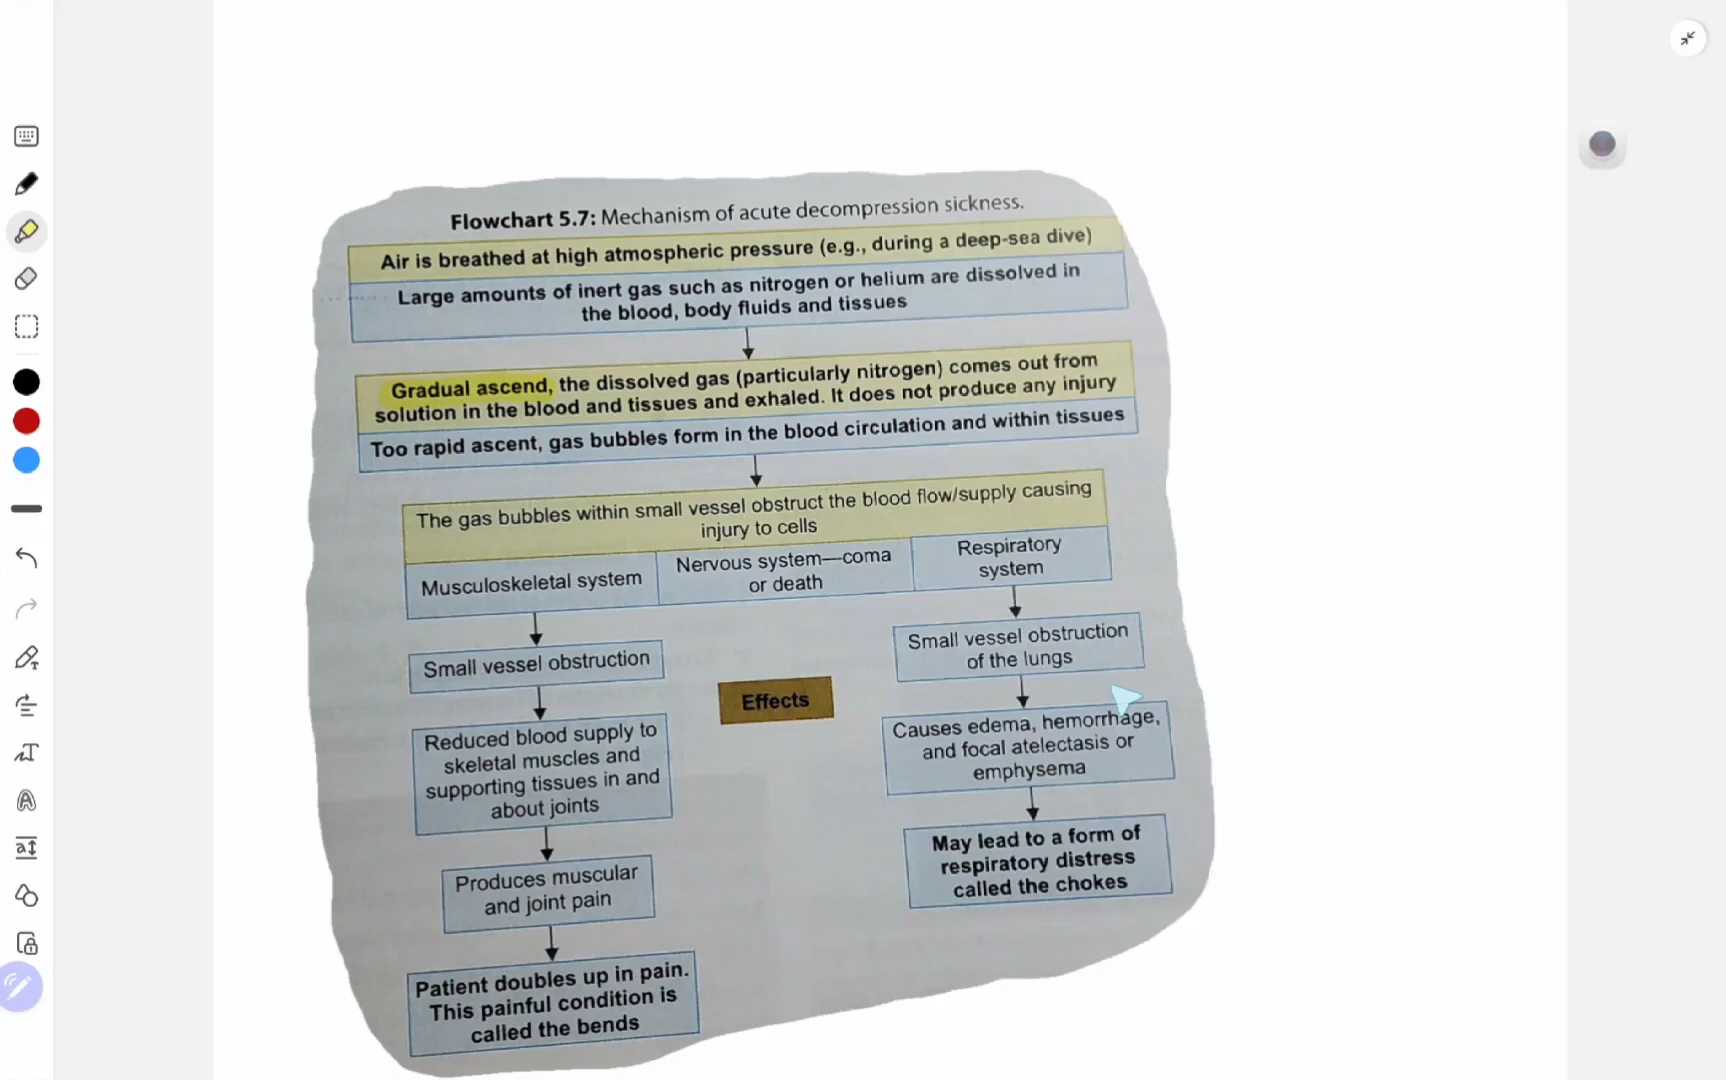 Flowchart 5.7: Mechanism of acute decompression sickness.
Air is breathed at high atmospheric pressure (e.g., during a deep-sea dive)
Large amounts of inert gas such as nitrogen or helium are dissolved in
the blood, body fluids and tissues
Gradual ascend, the dissolved gas (particularly nitrogen) comes out from
solution in the blood and tissues and exhaled. It does not produce any injury
Too rapid ascent, gas bubbles form in the blood circulation and within tissues
The gas bubbles within small vessel obstruct the blood flow/supply causing
injury to cells
Musculoskeletal system
Nervous system—coma
or death
Respiratory
system
Small vessel obstruction
Reduced blood supply to
skeletal muscles and
supporting tissues in and
about joints
Produces muscular
and joint pain
Patient doubles up in pain.
This painful condition is
called the bends
Effects
Small vessel obstruction
of the lungs
Causes edema, hemorrhage,
and focal atelectasis or
emphysema
May lead to a form of
respiratory distress
called the chokes